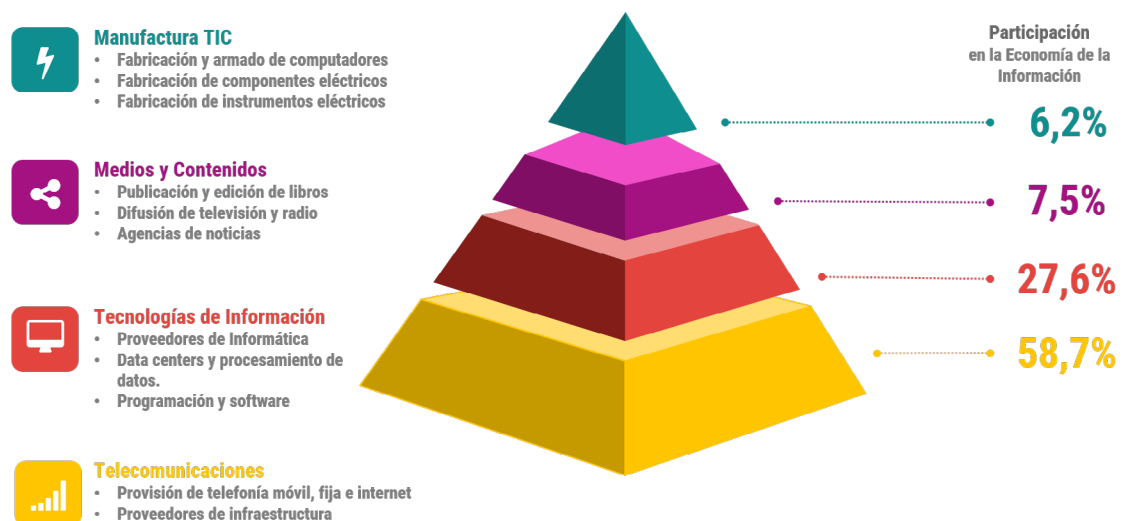 Manufactura TIC
• Fabricación y armado de computadores
• Fabricación de componentes eléctricos
• Fabricación de instrumentos eléctricos
Medios y Contenidos
• Publicación y edición de libros
• Difusión de televisión y radio
• Agencias de noticias
Tecnologías de Información
• Proveedores de Informática
• Data centers y procesamiento de
datos.
• Programación y software
Telecomunicaciones
• Provisión de telefonía móvil, fija e internet
• Proveedores de infraestructura
Participación
en la Economía de la
Información
6,2%
7,5%
27,6%
58,7%